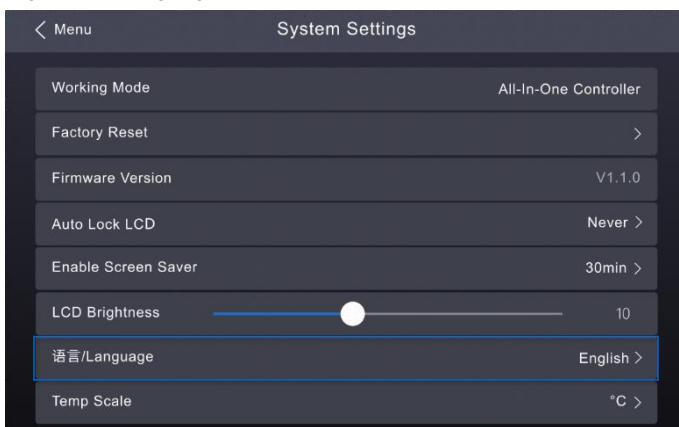 Menu System Settings
Working Mode All-In-One Controller
Factory Reset
Firmware Version V1.1.0
Auto Lock LCD Never
Enable Screen Saver 30min
LCD Brightness 10
语言/Language English
Temp Scale °C